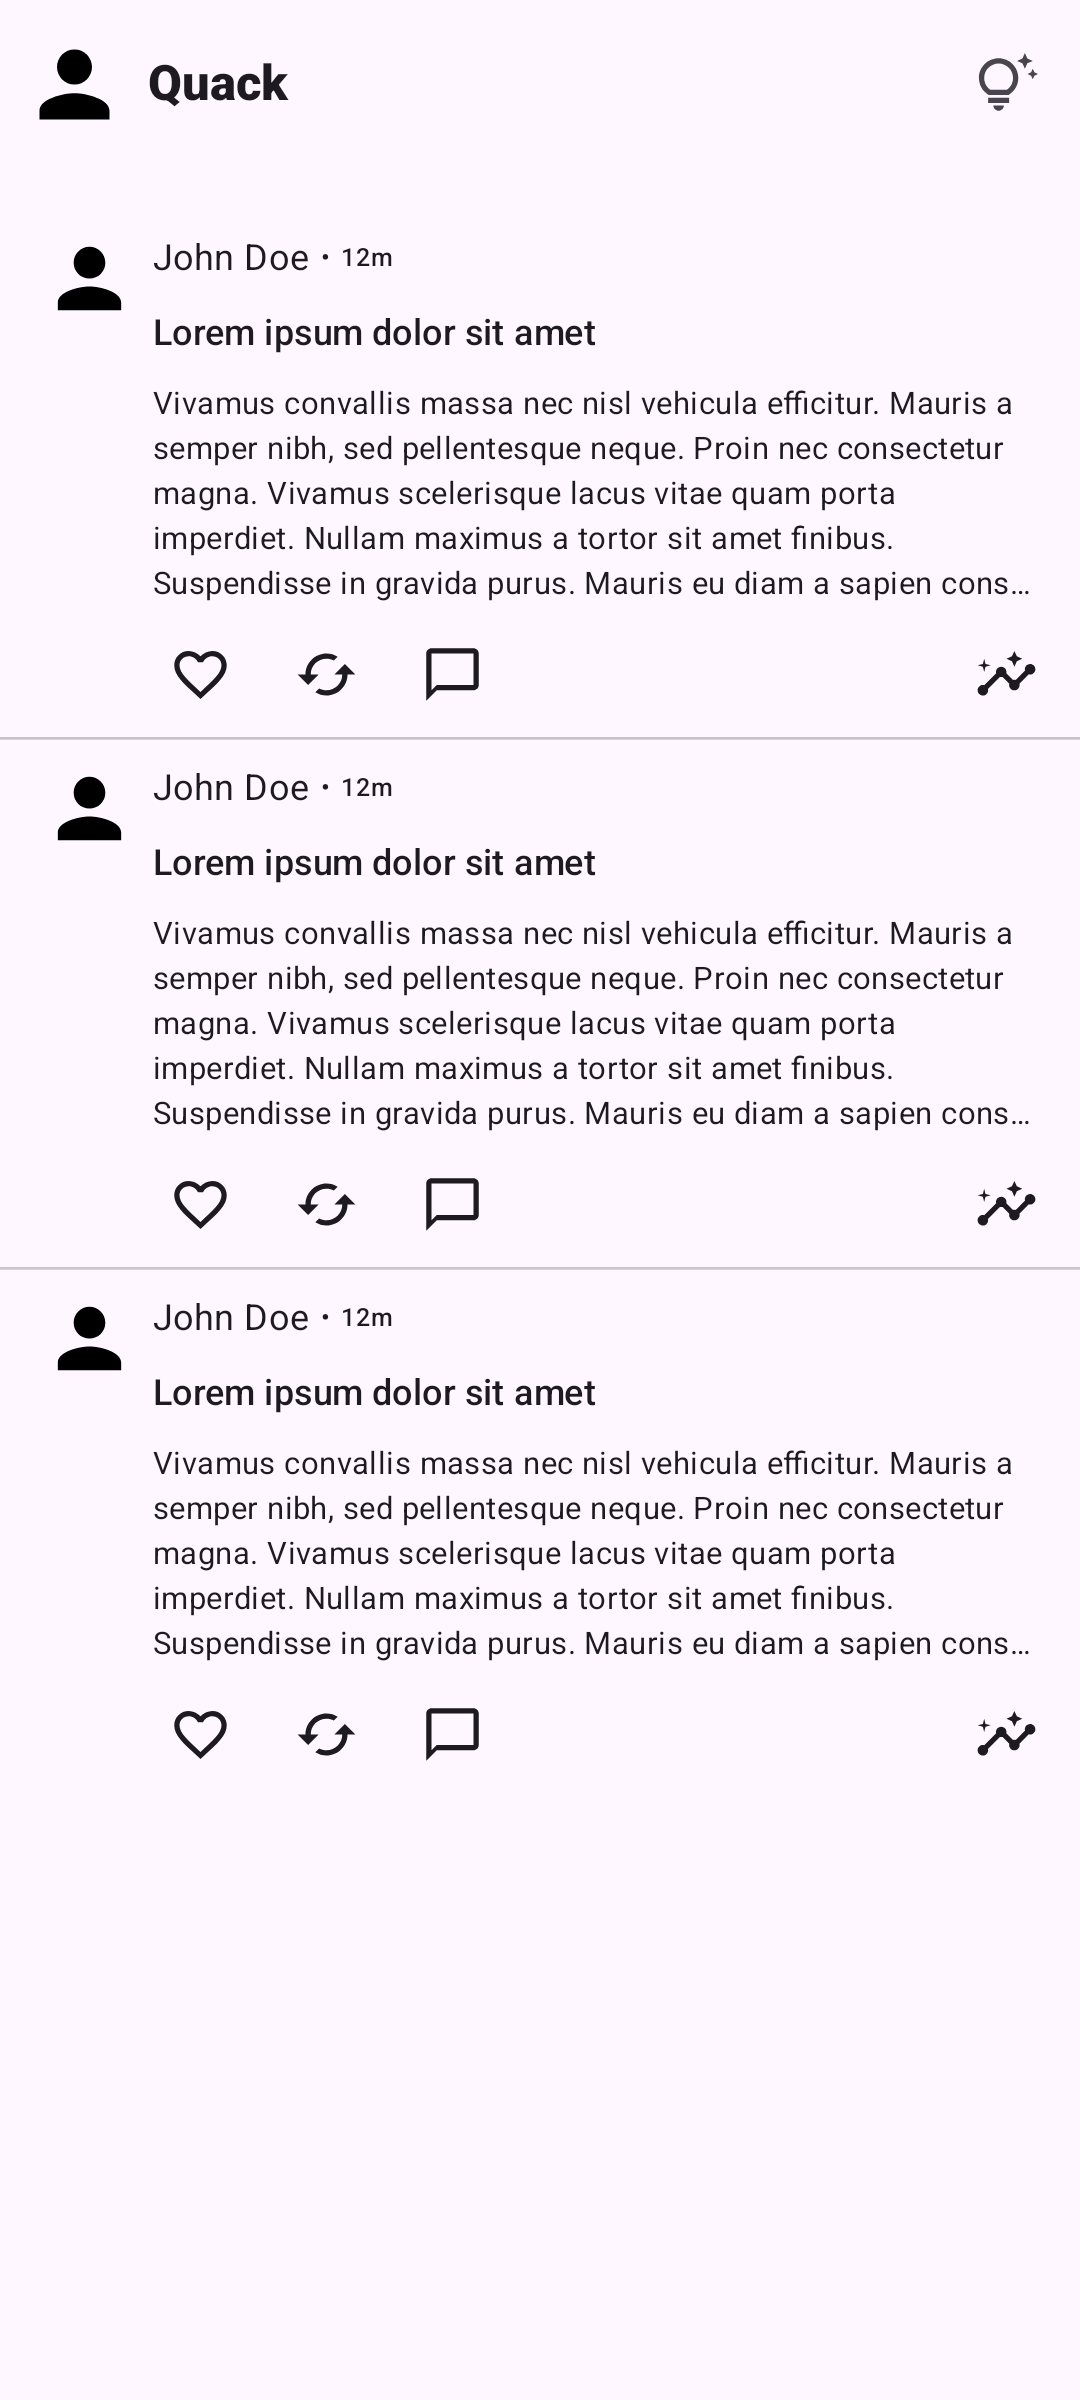 Quack
John Doe • 12m
Lorem ipsum dolor sit amet
Vivamus convallis massa nec nisl vehicula efficitur. Mauris a
semper nibh, sed pellentesque neque. Proin nec consectetur
magna. Vivamus scelerisque lacus vitae quam porta
imperdiet. Nullam maximus a tortor sit amet finibus.
Suspendisse in gravida purus. Mauris eu diam a sapien cons…
John Doe • 12m
Lorem ipsum dolor sit amet
Vivamus convallis massa nec nisl vehicula efficitur. Mauris a
semper nibh, sed pellentesque neque. Proin nec consectetur
magna. Vivamus scelerisque lacus vitae quam porta
imperdiet. Nullam maximus a tortor sit amet finibus.
Suspendisse in gravida purus. Mauris eu diam a sapien cons…
John Doe • 12m
Lorem ipsum dolor sit amet
Vivamus convallis massa nec nisl vehicula efficitur. Mauris a
semper nibh, sed pellentesque neque. Proin nec consectetur
magna. Vivamus scelerisque lacus vitae quam porta
imperdiet. Nullam maximus a tortor sit amet finibus.
Suspendisse in gravida purus. Mauris eu diam a sapien cons…